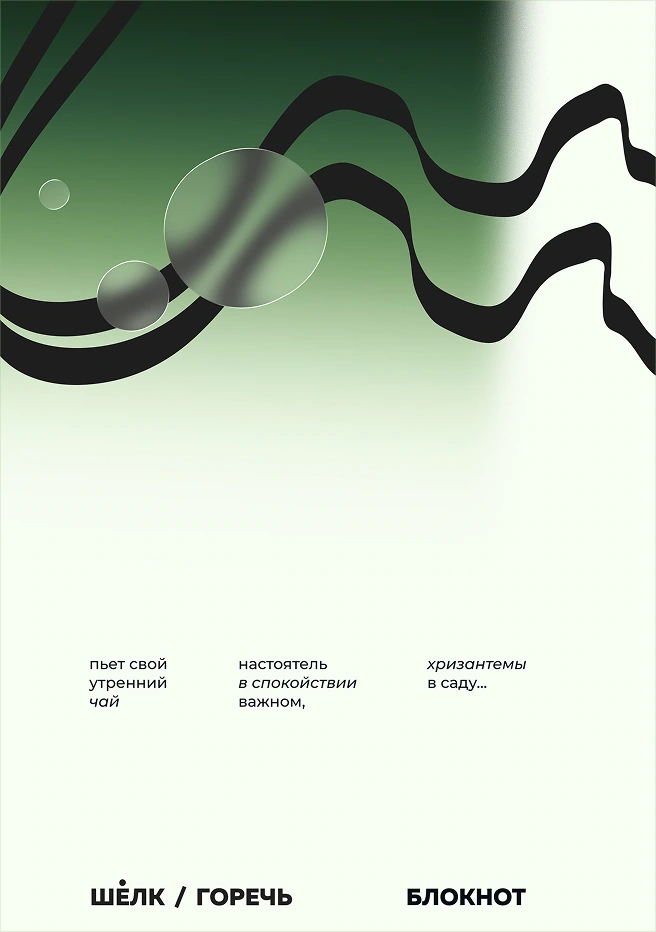 пьет свой
утренний
чай
настоятель
в спокойствии
важном,
хризантемы
в саду...
ШЁЛК / ГОРЕЧЬ
БЛОКНОТ